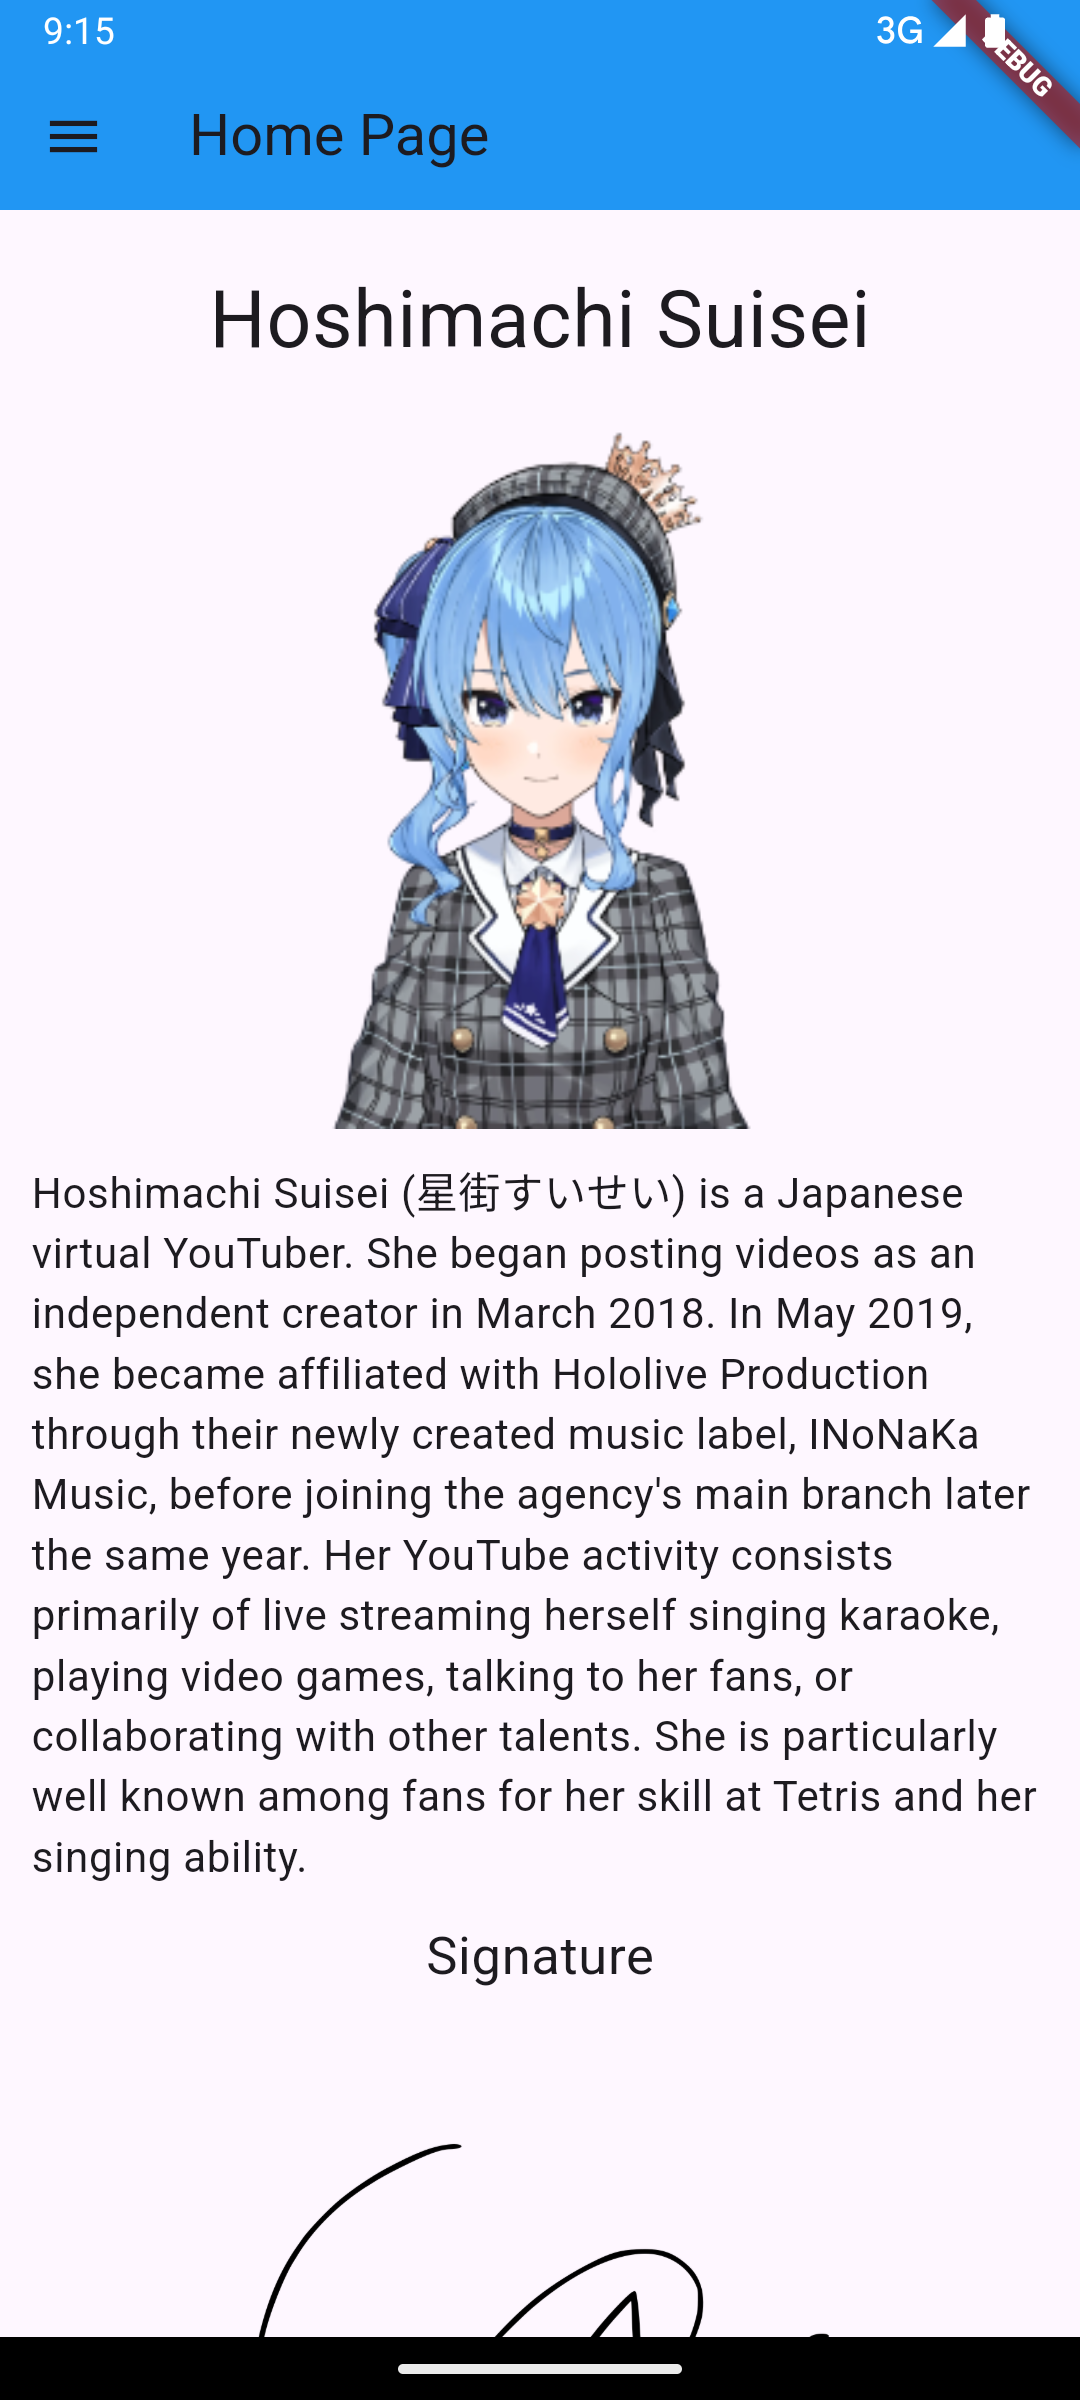 9:15
3G
EBUG
Home Page
Hoshimachi Suisei
Hoshimachi Suisei (星街すいせい) is a Japanese
virtual YouTuber. She began posting videos as an
independent creator in March 2018. In May 2019,
she became affiliated with Hololive Production
through their newly created music label, INoNaKa
Music, before joining the agency's main branch later
the same year. Her YouTube activity consists
primarily of live streaming herself singing karaoke,
playing video games, talking to her fans, or
collaborating with other talents. She is particularly
well known among fans for her skill at Tetris and her
singing ability.
Signature